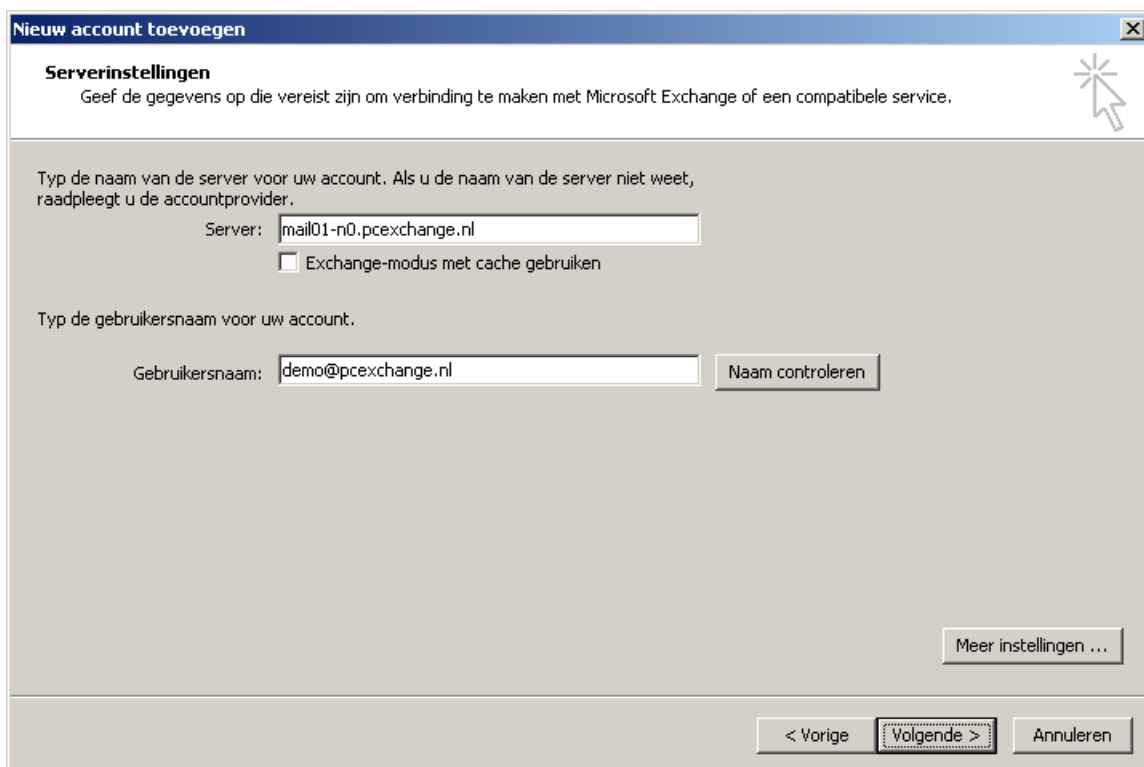 Nieuw account toevoegen
Serverinstellingen
Geef de gegevens op die vereist zijn om verbinding te maken met Microsoft Exchange of een compatibele service.
Typ de naam van de server voor uw account. Als u de naam van de server niet weet,
raadpleegt u de accountprovider.
Server: mail01-n0.pcexchange.nl
Exchange-modus met cache gebruiken
Typ de gebruikersnaam voor uw account.
Gebruikersnaam: demo@pcexchange.nl Naam controleren
Meer instellingen ...
< Vorige Volgende > Annuleren